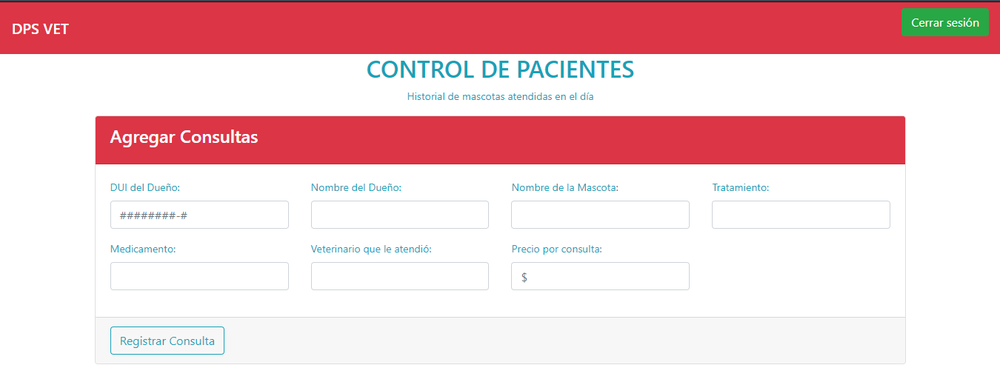 DPS VET
Cerrar sesión
CONTROL DE PACIENTES
Historial de mascotas atendidas en el día
Agregar Consultas
DUI del Dueño: Nombre del Dueño: Nombre de la Mascota: Tratamiento:
########-#
Medicamento: Veterinario que le atendió: Precio por consulta:
$
Registrar Consulta